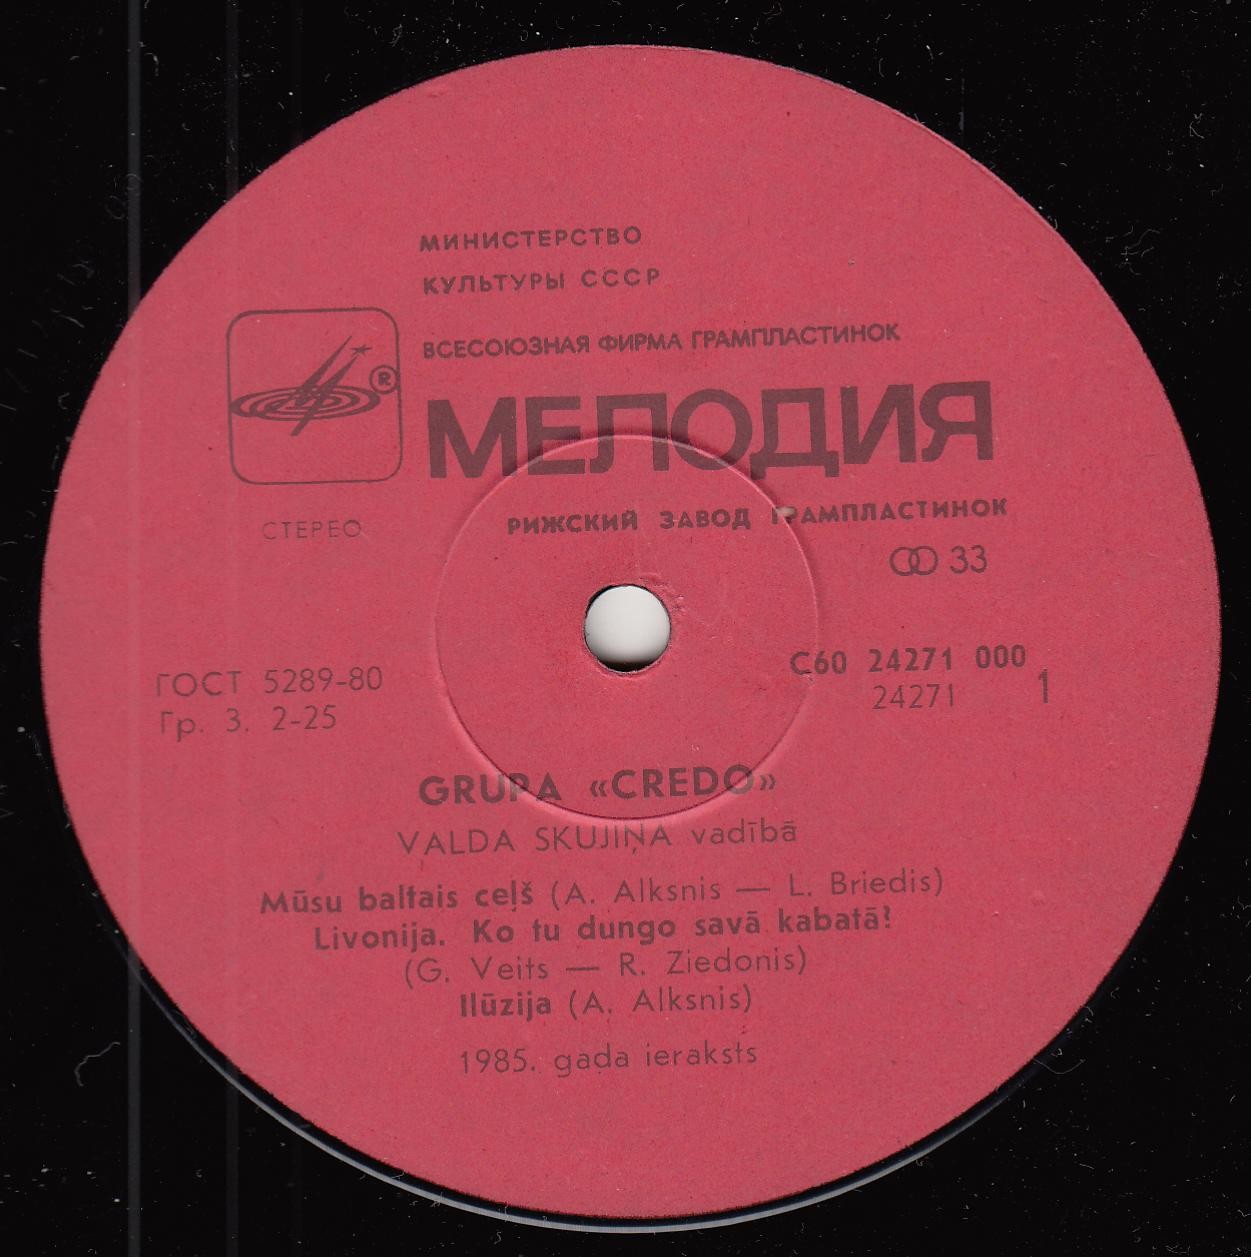 МИНИСТЕРСТВО
КУЛЬТУРЫ СССР
ВСЕСОЮЗНАЯ ФИРМА ГРАМПЛАСТИНОК
®
МЕЛОДИЯ
СТЕРЕО
РИЖСКИЙ ЗАВОД ГРАМПЛАСТИНОК
33
ГОСТ 5289-80
Гр. 3. 2-25
С60 24271 000
24271 1
GRUPA «CREDO»
VALDA SKUJIŅA vadībā
Mūsu baltais ceļš (A. Alksnis — L. Briedis)
Livonija. Ko tu dungo savā kabatā?
(G. Veits — R. Ziedonis)
Ilūzija (A. Alksnis)
1985. gada ieraksts